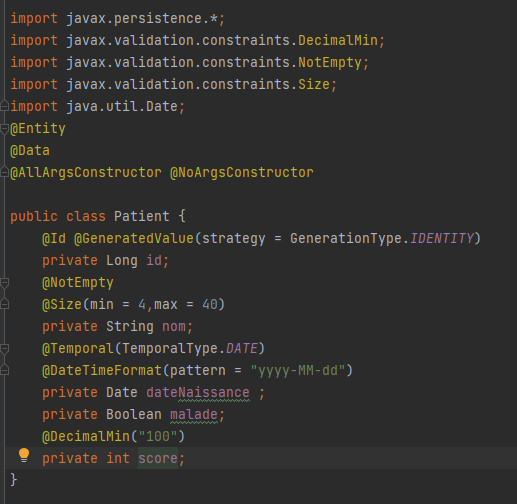 import javax.persistence.*;
import javax.validation.constraints.DecimalMin;
import javax.validation.constraints.NotEmpty;
import javax.validation.constraints.Size;
import java.util.Date;
@Entity
@Data
@AllArgsConstructor @NoArgsConstructor
public class Patient {
@Id @GeneratedValue(strategy = GenerationType.IDENTITY)
private Long id;
@NotEmpty
@Size(min = 4,max = 40)
private String nom;
@Temporal(TemporalType.DATE)
@DateTimeFormat(pattern = "yyyy-MM-dd")
private Date dateNaissance ;
private Boolean malade;
@DecimalMin("100")
private int score;
}